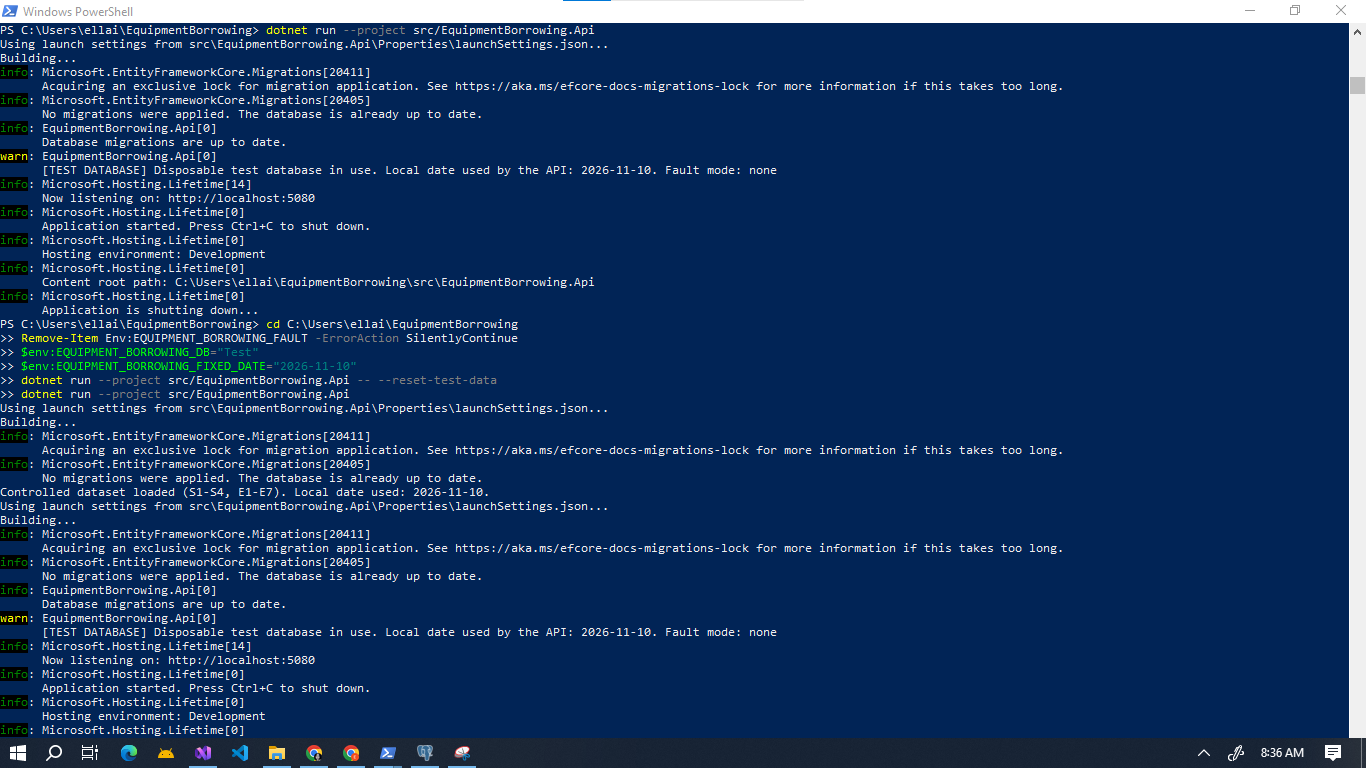 Windows PowerShell
PS C:\Users\ellai\EquipmentBorrowing> dotnet run --project src/EquipmentBorrowing.Api
Using launch settings from src\EquipmentBorrowing.Api\Properties\launchSettings.json...
Building...
info: Microsoft.EntityFrameworkCore.Migrations[20411]
      Acquiring an exclusive lock for migration application. See https://aka.ms/efcore-docs-migrations-lock for more information if this takes too long.
info: Microsoft.EntityFrameworkCore.Migrations[20405]
      No migrations were applied. The database is already up to date.
info: EquipmentBorrowing.Api[0]
      Database migrations are up to date.
warn: EquipmentBorrowing.Api[0]
      [TEST DATABASE] Disposable test database in use. Local date used by the API: 2026-11-10. Fault mode: none
info: Microsoft.Hosting.Lifetime[14]
      Now listening on: http://localhost:5080
info: Microsoft.Hosting.Lifetime[0]
      Application started. Press Ctrl+C to shut down.
info: Microsoft.Hosting.Lifetime[0]
      Hosting environment: Development
info: Microsoft.Hosting.Lifetime[0]
      Content root path: C:\Users\ellai\EquipmentBorrowing\src\EquipmentBorrowing.Api
info: Microsoft.Hosting.Lifetime[0]
      Application is shutting down...
PS C:\Users\ellai\EquipmentBorrowing> cd C:\Users\ellai\EquipmentBorrowing
>> Remove-Item Env:EQUIPMENT_BORROWING_FAULT -ErrorAction SilentlyContinue
>> $env:EQUIPMENT_BORROWING_DB="Test"
>> $env:EQUIPMENT_BORROWING_FIXED_DATE="2026-11-10"
>> dotnet run --project src/EquipmentBorrowing.Api -- --reset-test-data
>> dotnet run --project src/EquipmentBorrowing.Api
Using launch settings from src\EquipmentBorrowing.Api\Properties\launchSettings.json...
Building...
info: Microsoft.EntityFrameworkCore.Migrations[20411]
      Acquiring an exclusive lock for migration application. See https://aka.ms/efcore-docs-migrations-lock for more information if this takes too long.
info: Microsoft.EntityFrameworkCore.Migrations[20405]
      No migrations were applied. The database is already up to date.
Controlled dataset loaded (S1-S4, E1-E7). Local date used: 2026-11-10.
Using launch settings from src\EquipmentBorrowing.Api\Properties\launchSettings.json...
Building...
info: Microsoft.EntityFrameworkCore.Migrations[20411]
      Acquiring an exclusive lock for migration application. See https://aka.ms/efcore-docs-migrations-lock for more information if this takes too long.
info: Microsoft.EntityFrameworkCore.Migrations[20405]
      No migrations were applied. The database is already up to date.
info: EquipmentBorrowing.Api[0]
      Database migrations are up to date.
warn: EquipmentBorrowing.Api[0]
      [TEST DATABASE] Disposable test database in use. Local date used by the API: 2026-11-10. Fault mode: none
info: Microsoft.Hosting.Lifetime[14]
      Now listening on: http://localhost:5080
info: Microsoft.Hosting.Lifetime[0]
      Application started. Press Ctrl+C to shut down.
info: Microsoft.Hosting.Lifetime[0]
      Hosting environment: Development
info: Microsoft.Hosting.Lifetime[0]
8:36 AM